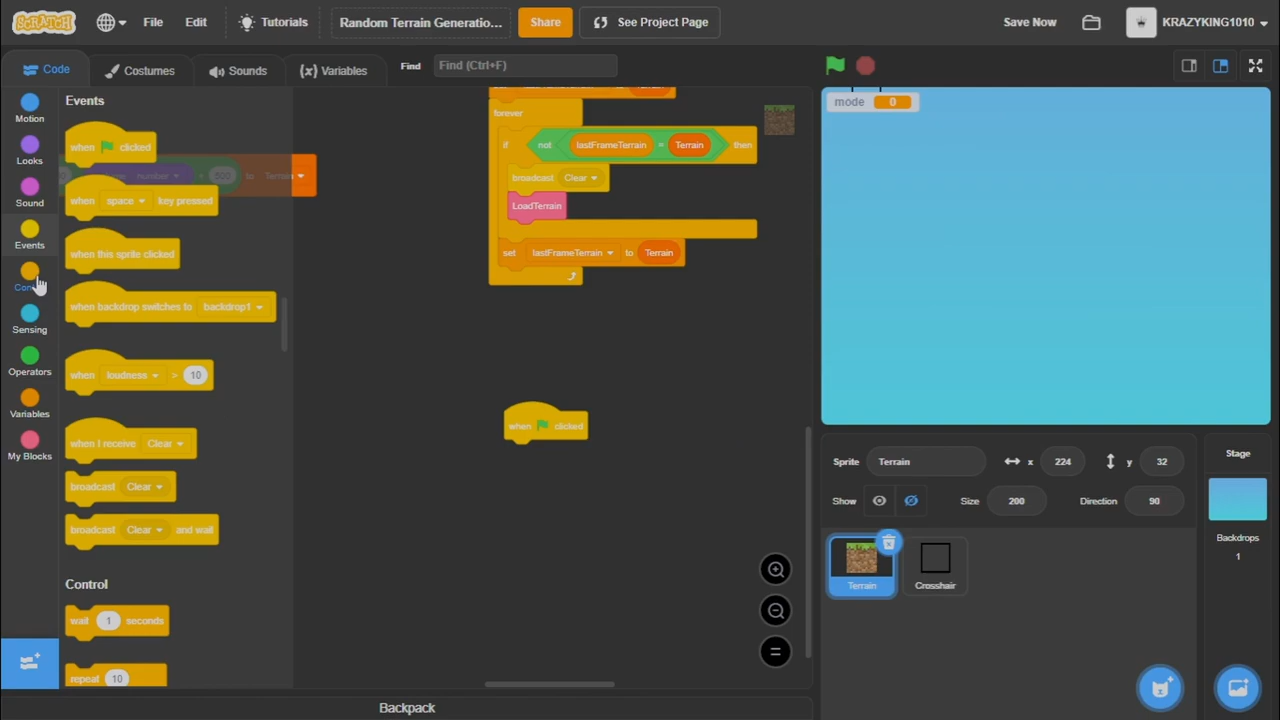 SCRATCH File Edit Tutorials Random Terrain Generatio... Share See Project Page Save Now KRAZYKING1010
Code Costumes Sounds (x) Variables Find Find (Ctrl+F)
Motion
Looks
Sound
Events
Sensing
Operators
Variables
My Blocks
Events
when clicked
number 500 to Terrain
when space key pressed
when this sprite clicked
when backdrop switches to backdrop1
when loudness > 10
when I receive Clear
broadcast Clear
broadcast Clear and wait
Control
wait 1 seconds
repeat 10
forever
if not lastFrameTerrain = Terrain then
broadcast Clear
LoadTerrain
set lastFrameTerrain to Terrain
when clicked
mode 0
Sprite Terrain x 224 y 32
Show Size 200 Direction 90
Terrain
Crosshair
Stage
Backdrops
1
Backpack